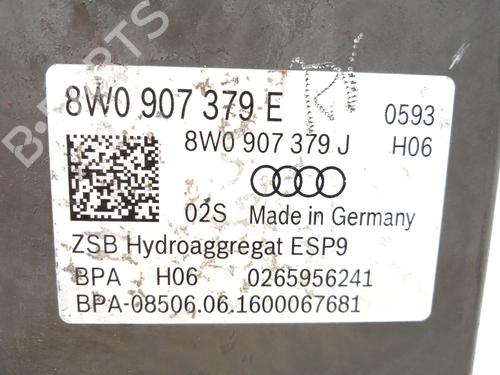 B-PARTS
8W0 907 379 E
0593
8W0 907 379 J H06
02S Made in Germany
ZSB Hydroaggregat ESP9
BPA H06 0265956241
BPA-08506.06.1600067681